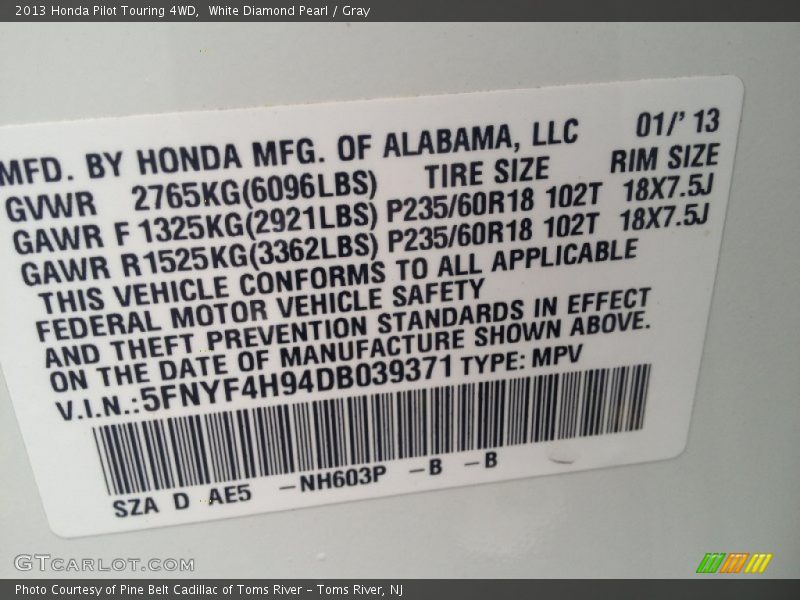 2013 Honda Pilot Touring 4WD,  White Diamond Pearl / Gray
MFD. BY HONDA MFG. OF ALABAMA, LLC 01/' 13
GVWR 2765KG(6096LBS) TIRE SIZE RIM SIZE
GAWR F 1325KG(2921LBS) P235/60R18 102T 18X7.5J
GAWR R1525KG(3362LBS) P235/60R18 102T 18X7.5J
THIS VEHICLE CONFORMS TO ALL APPLICABLE
FEDERAL MOTOR VEHICLE SAFETY
AND THEFT PREVENTION STANDARDS IN EFFECT
ON THE DATE OF MANUFACTURE SHOWN ABOVE.
V.I.N.:5FNYF4H94DB039371 TYPE: MPV
SZA D AE5 –NH603P –B –B
GTCARLOT.COM
Photo Courtesy of Pine Belt Cadillac of Toms River – Toms River, NJ